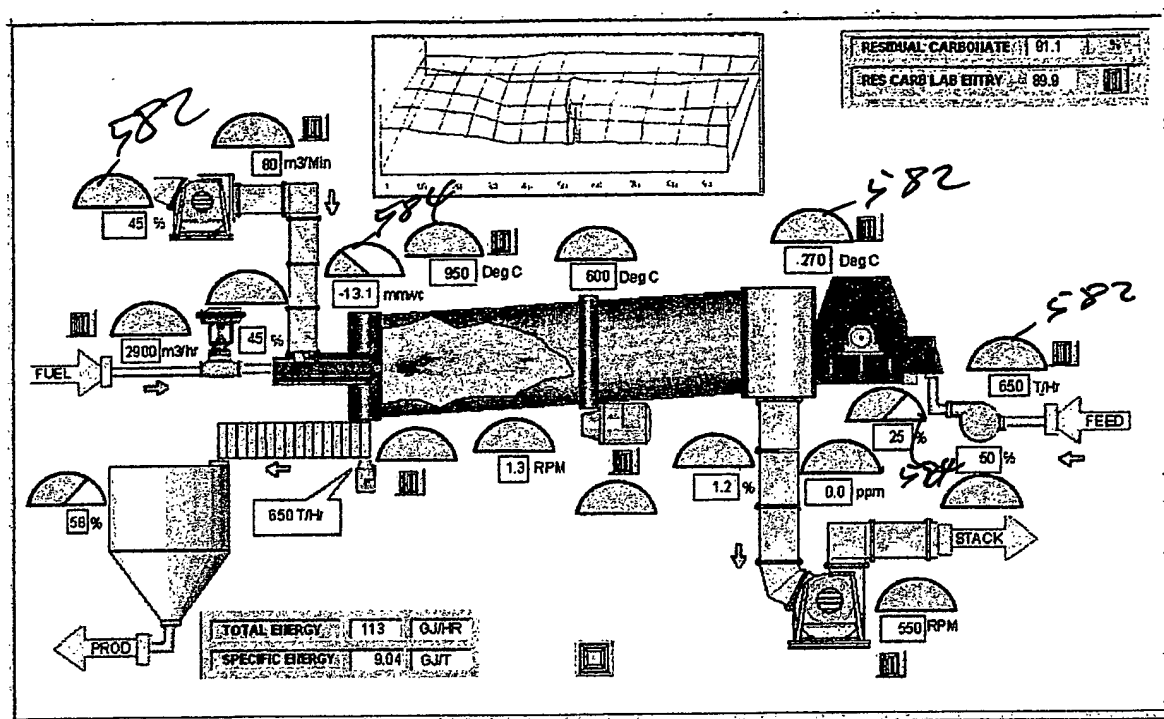 RESIDUAL CARBONATE 91.1 %
RES CARB LAB ENTRY 89.9
582
80 m3/Min
45 %
584
582
-13.1 mmwc
950 Deg C
600 Deg C
.270 Deg C
582
2900 m3/hr
45 %
650 T/Hr
FUEL
FEED
25 %
50 %
584
1.3 RPM
1.2 %
0.0 ppm
58 %
650 T/Hr
STACK
PROD
TOTAL ENERGY 113 GJ/HR
SPECIFIC ENERGY 9.04 GJ/T
550 RPM